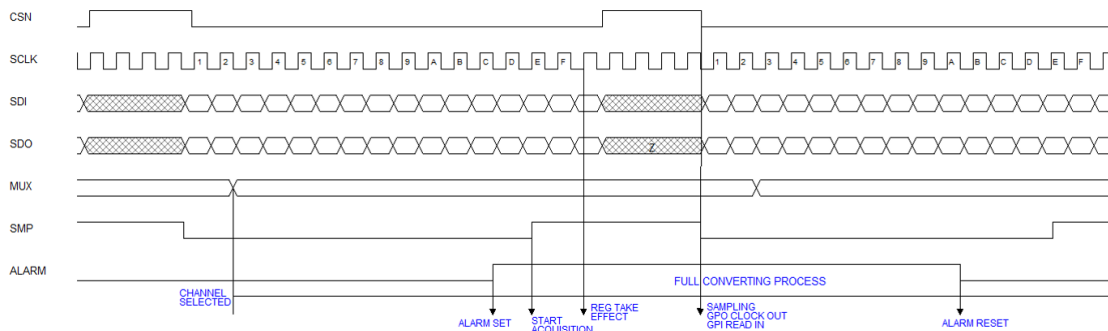 CSN
SCLK 1 2 3 4 5 6 7 8 9 A B C D E F 1 2 3 4 5 6 7 8 9 A B C D E F
SDI
SDO Z
MUX
SMP
ALARM
FULL CONVERTING PROCESS
CHANNEL
SELECTED
ALARM SET
START
ACQUISITION
REG TAKE
EFFECT
SAMPLING
GPO CLOCK OUT
GPI READ IN
ALARM RESET